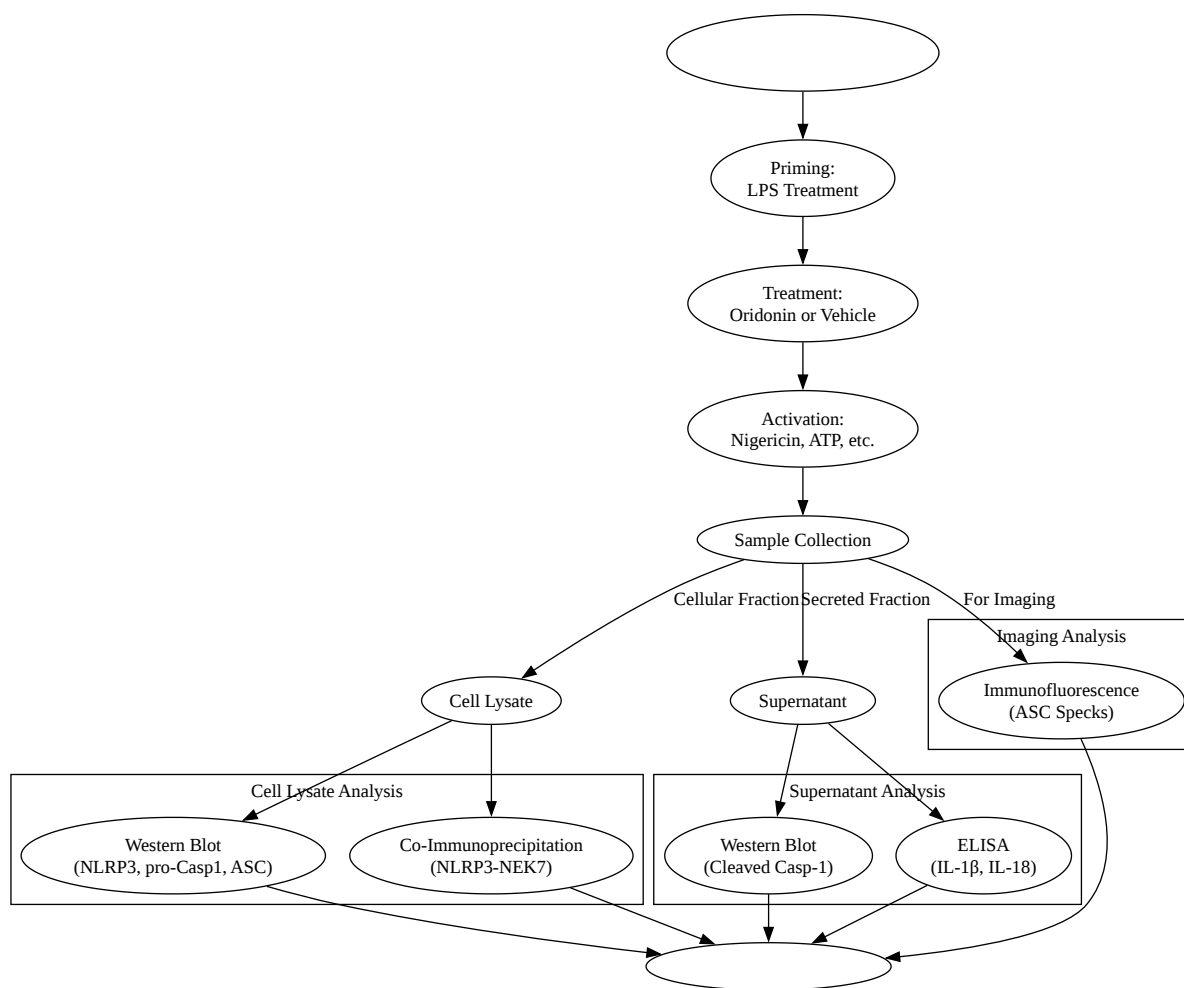 Priming:
LPS Treatment
Treatment:
Oridonin or Vehicle
Activation:
Nigericin, ATP, etc.
Sample Collection
Cellular Fraction
Secreted Fraction
For Imaging
Imaging Analysis
Immunofluorescence
(ASC Specks)
Cell Lysate
Supernatant
Cell Lysate Analysis
Western Blot
(NLRP3, pro-Casp1, ASC)
Co-Immunoprecipitation
(NLRP3-NEK7)
Supernatant Analysis
Western Blot
(Cleaved Casp-1)
ELISA
(IL-1β, IL-18)